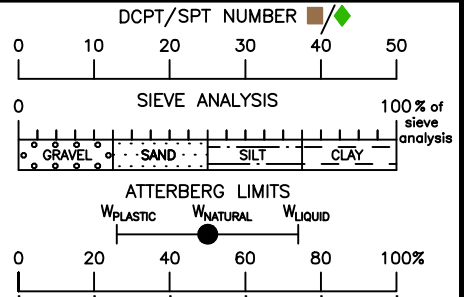 DCPT/SPT NUMBER /
0 10 20 30 40 50
SIEVE ANALYSIS
0 100% of
sieve
analysis
GRAVEL SAND SILT CLAY
ATTERBERG LIMITS
WPLASTIC WNATURAL WLIQUID
0 20 40 60 80 100%